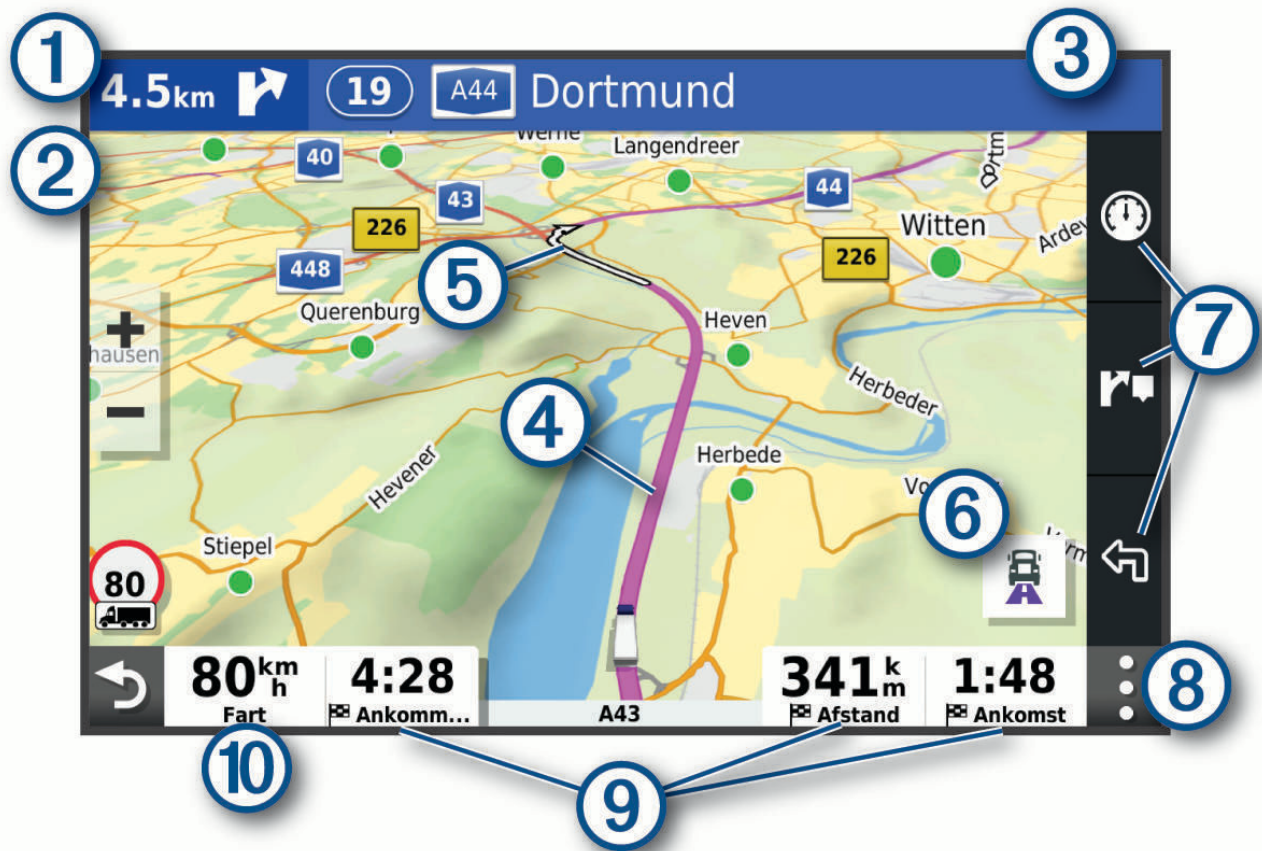 1
3
4.5km
19
A44
Dortmund
2
40
Werne
Langendreer
43
44
226
Witten
226
448
5
Querenburg
Heven
7
hausen
+
−
Herbeder
4
Hevener
Herbede
6
Stiepel
80
80 km/h
Fart
4:28
Ankomm...
A43
341 km
Afstand
1:48
Ankomst
8
10
9